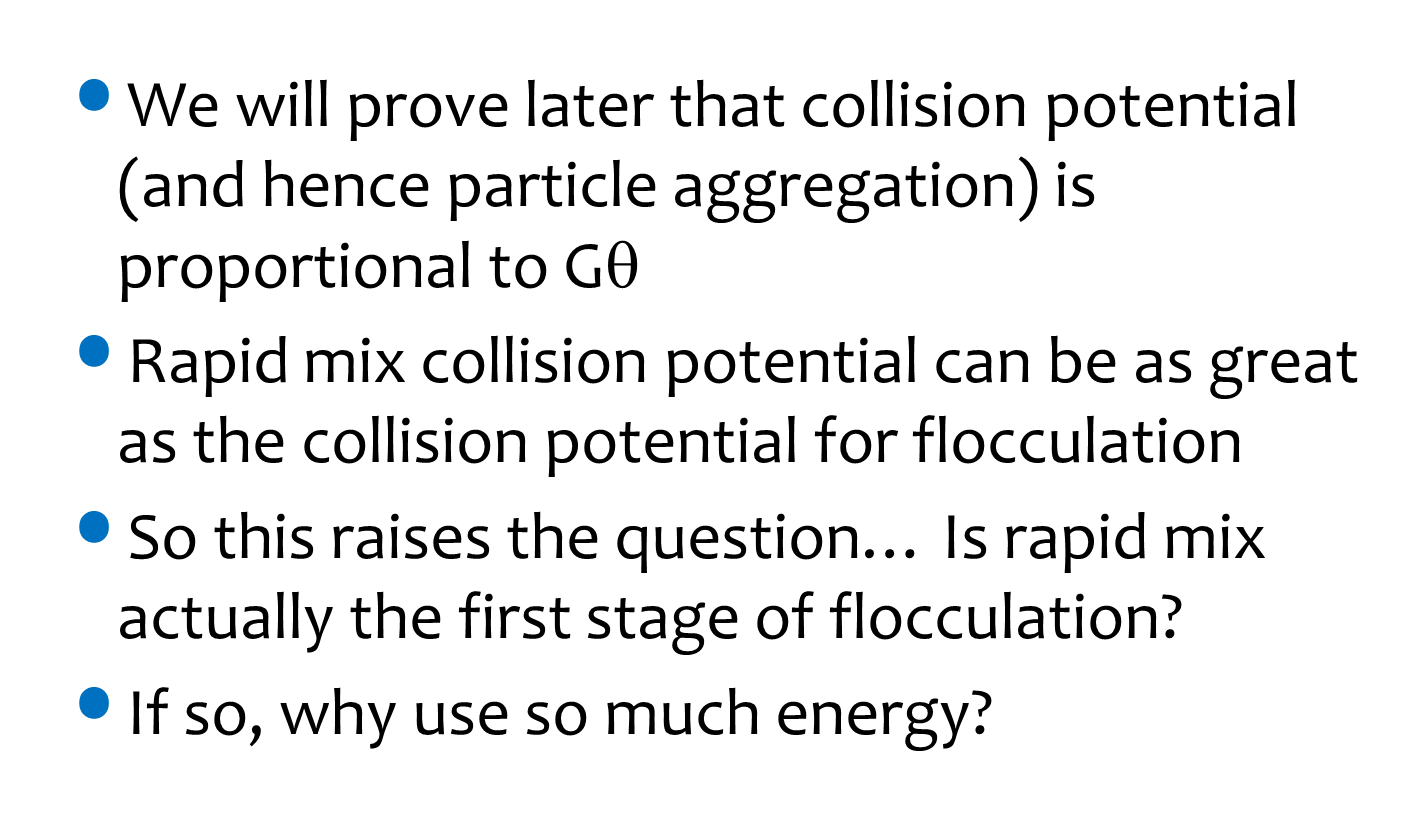 • We will prove later that collision potential
(and hence particle aggregation) is
proportional to Gθ
• Rapid mix collision potential can be as great
as the collision potential for flocculation
• So this raises the question… Is rapid mix
actually the first stage of flocculation?
• If so, why use so much energy?